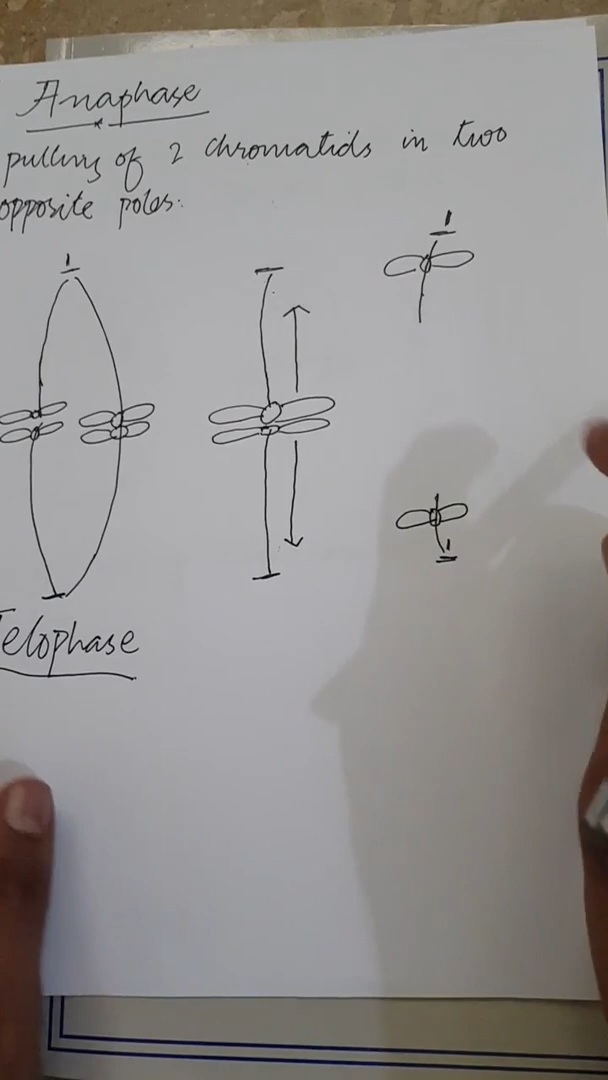 Anaphase
pulling of 2 chromatids in two
opposite poles.
Telophase